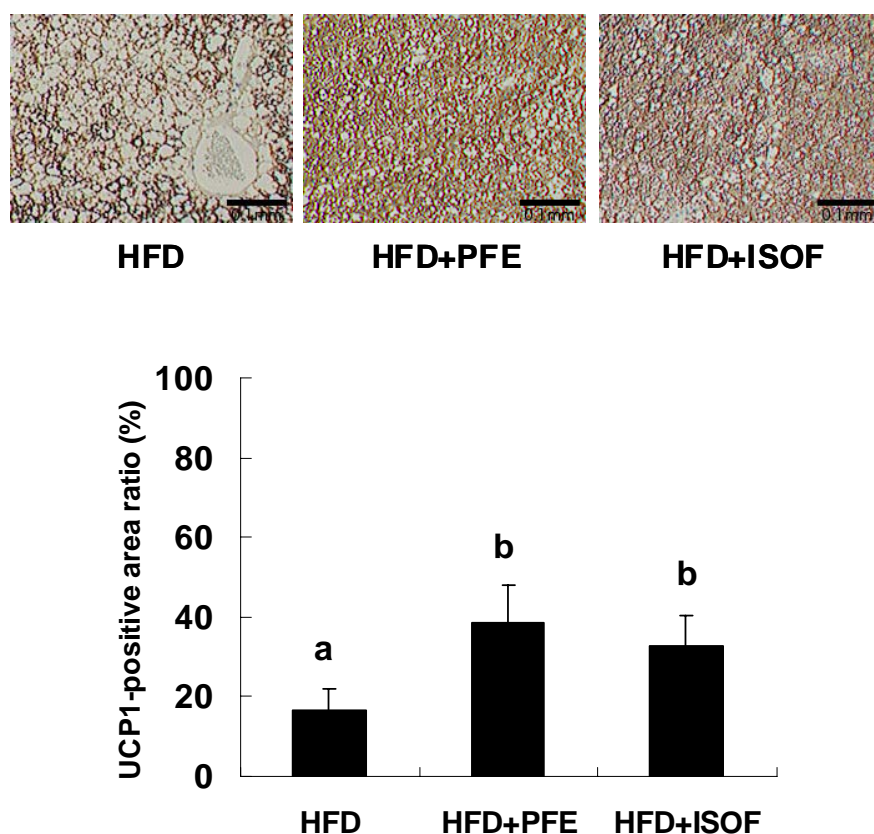 0.1mm
0.1mm
0.1mm
HFD
HFD+PFE
HFD+ISOF
UCP1-positive area ratio (%)
100
80
60
40
20
0
a
b
b
HFD
HFD+PFE
HFD+ISOF